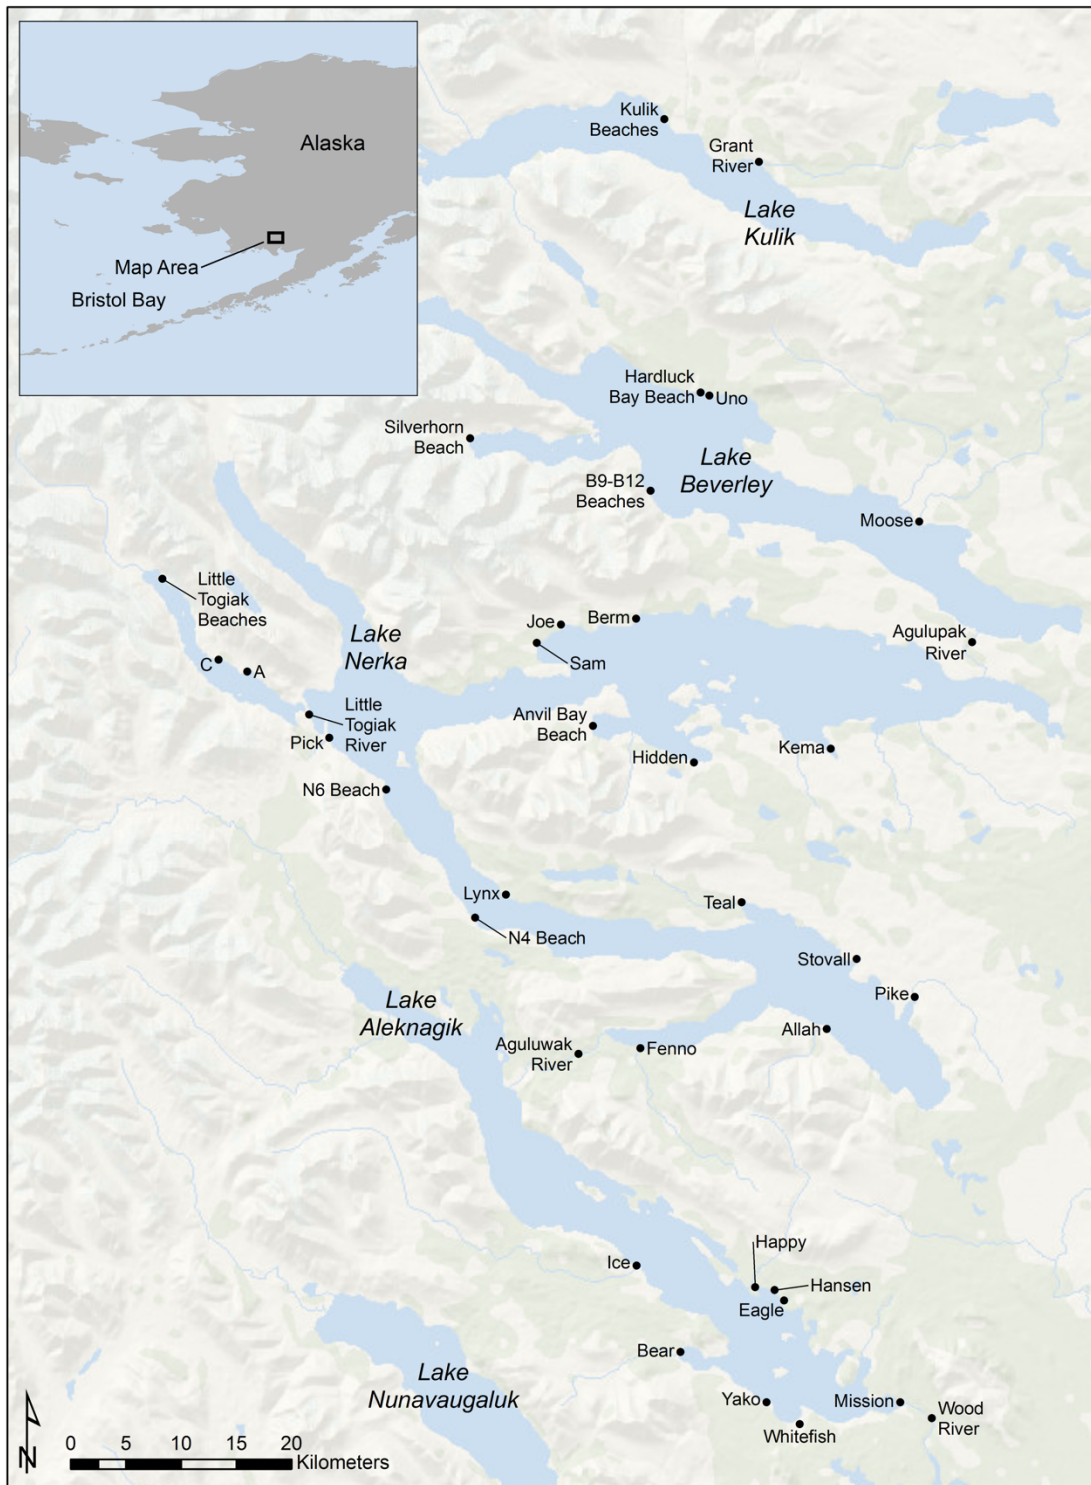 Alaska
Map Area
Bristol Bay
Kulik
Beaches
Grant
River
Lake
Kulik
Hardluck
Bay Beach
Uno
Silverhorn
Beach
Lake
Beverley
B9-B12
Beaches
Moose
Little
Togiak
Beaches
Joe
Berm
Lake
Nerka
Sam
Agulupak
River
C
A
Little
Togiak
River
Anvil Bay
Beach
Pick
Hidden
Kema
N6 Beach
Lynx
Teal
N4 Beach
Stovall
Pike
Lake
Aleknagik
Allah
Aguluwak
River
Fenno
Happy
Ice
Hansen
Eagle
Bear
Lake
Nunavaugaluk
Yako
Mission
Wood
River
Whitefish
N
0 5 10 15 20
Kilometers